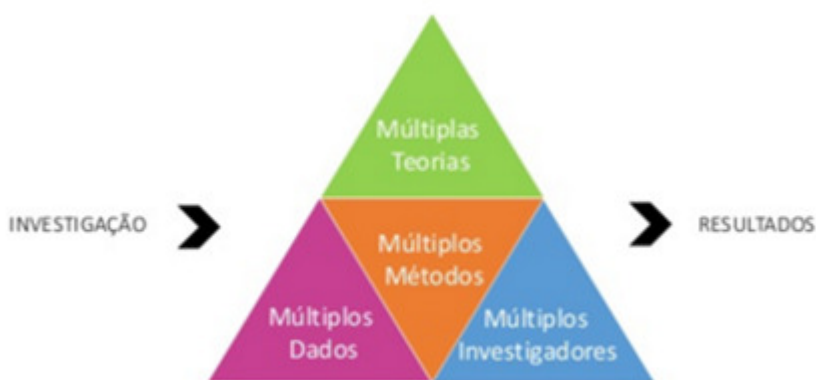 Múltiplas
Teorias
INVESTIGAÇÃO
RESULTADOS
Múltiplos
Métodos
Múltiplos
Dados
Múltiplos
Investigadores